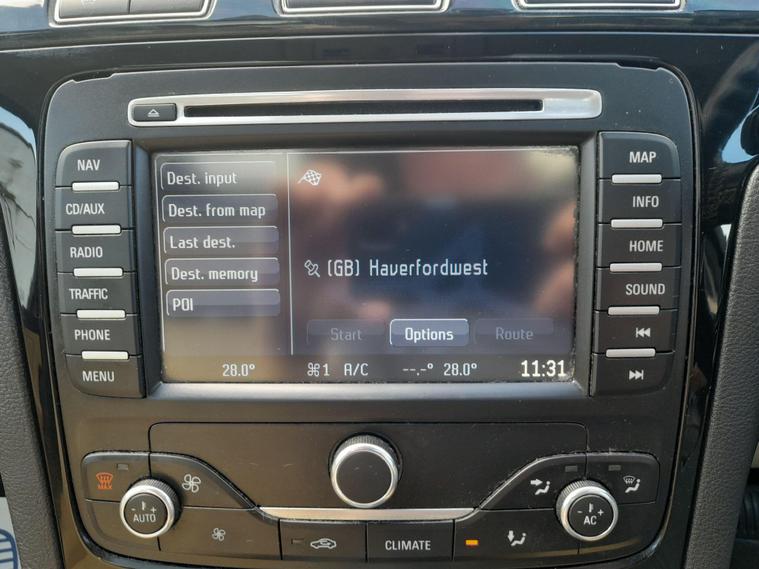 NAV
CD/AUX
RADIO
TRAFFIC
PHONE
MENU
Dest. input
Dest. from map
Last dest.
Dest. memory
POI
(GB) Haverfordwest
Start Options Route
28.0° 1 A/C --.-° 28.0° 11:31
MAP
INFO
HOME
SOUND
- +
AUTO
CLIMATE
- +
AC